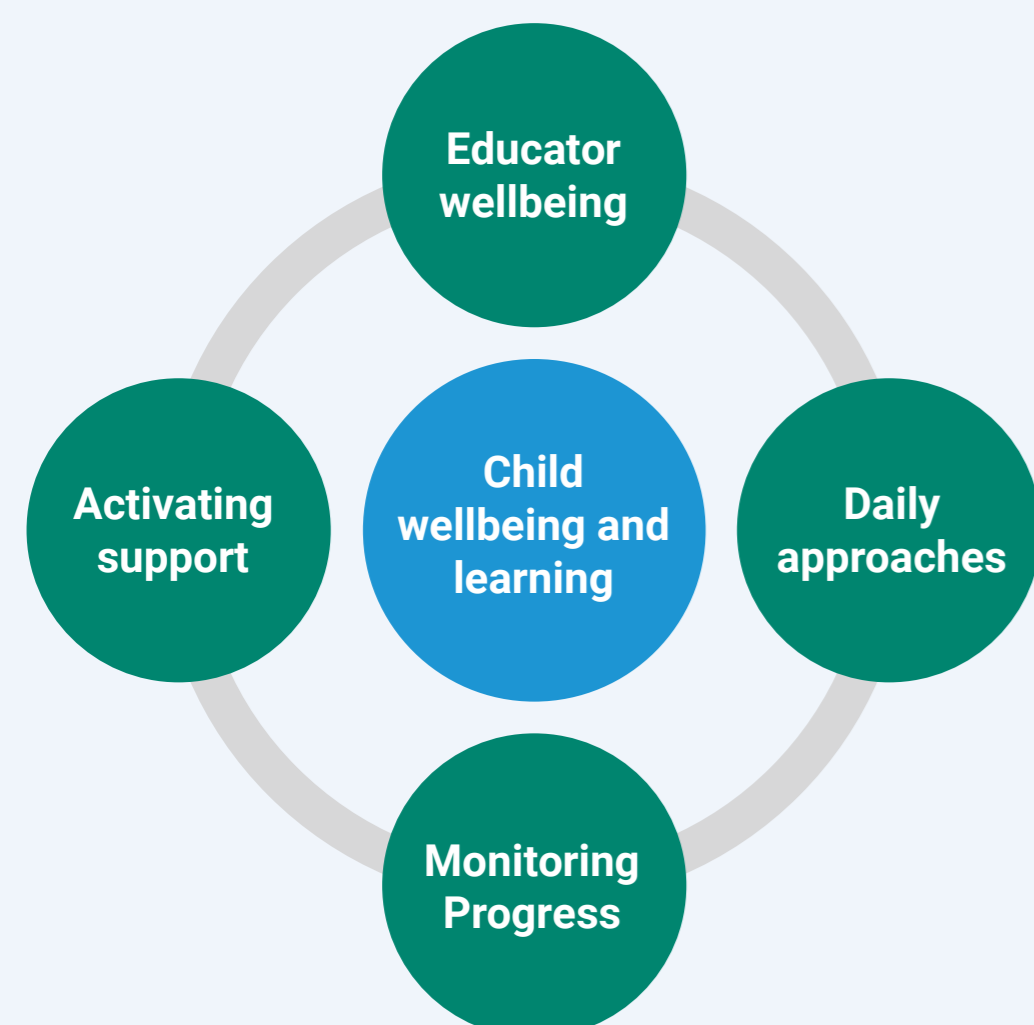 Educator
wellbeing
Child
wellbeing and
learning
Activating
support
Daily
approaches
Monitoring
Progress